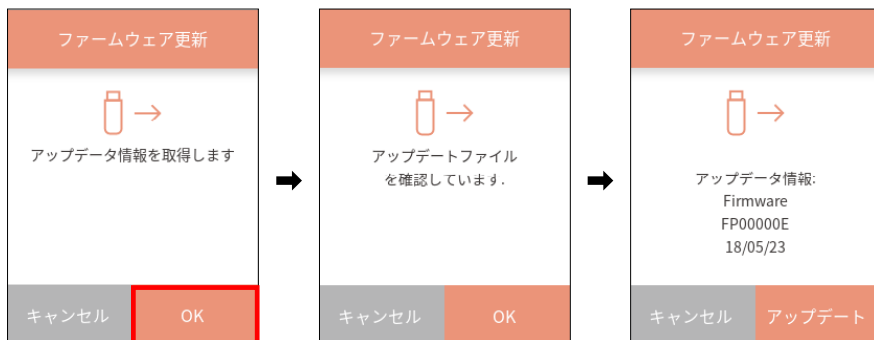 ファームウェア更新
アップデータ情報を取得します
キャンセル
OK
ファームウェア更新
アップデートファイル
を確認しています.
キャンセル
OK
ファームウェア更新
アップデータ情報:
Firmware
FP00000E
18/05/23
キャンセル
アップデート